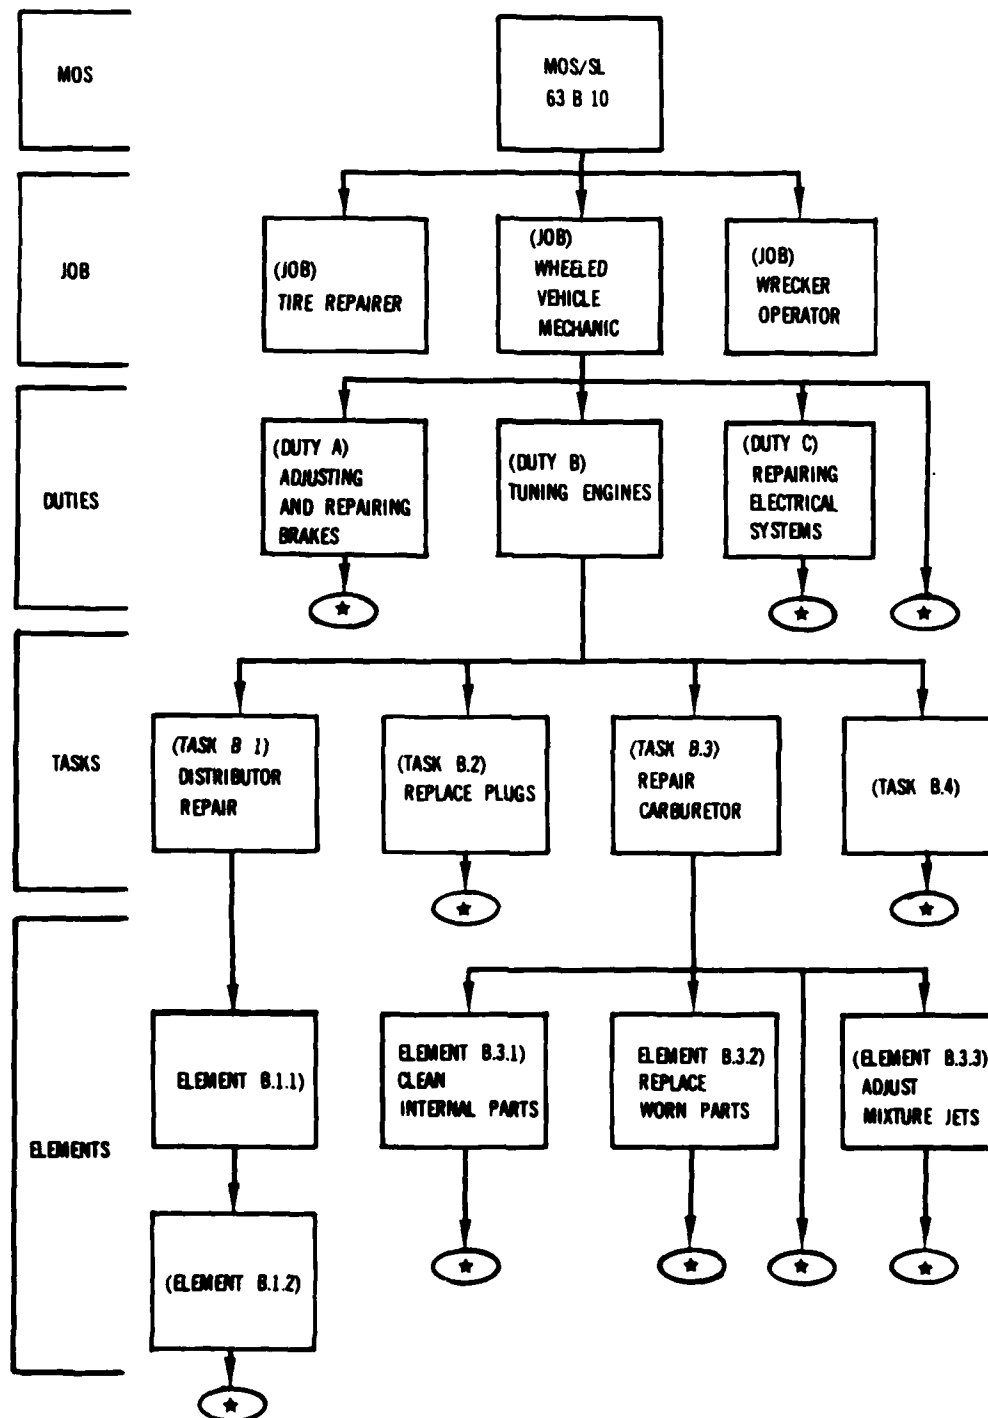 MOS
MOS/SL
63 B 10
JOB
(JOB)
TIRE REPAIRER
(JOB)
WHEELED
VEHICLE
MECHANIC
(JOB)
WRECKER
OPERATOR
DUTIES
(DUTY A)
ADJUSTING
AND REPAIRING
BRAKES
(DUTY B)
TUNING ENGINES
(DUTY C)
REPAIRING
ELECTRICAL
SYSTEMS
TASKS
(TASK B 1)
DISTRIBUTOR
REPAIR
(TASK B.2)
REPLACE PLUGS
(TASK B.3)
REPAIR
CARBURETOR
(TASK B.4)
ELEMENTS
ELEMENT B.1.1)
(ELEMENT B.1.2)
ELEMENT B.3.1)
CLEAN
INTERNAL PARTS
ELEMENT B.3.2)
REPLACE
WORN PARTS
(ELEMENT B.3.3)
ADJUST
MIXTURE JETS